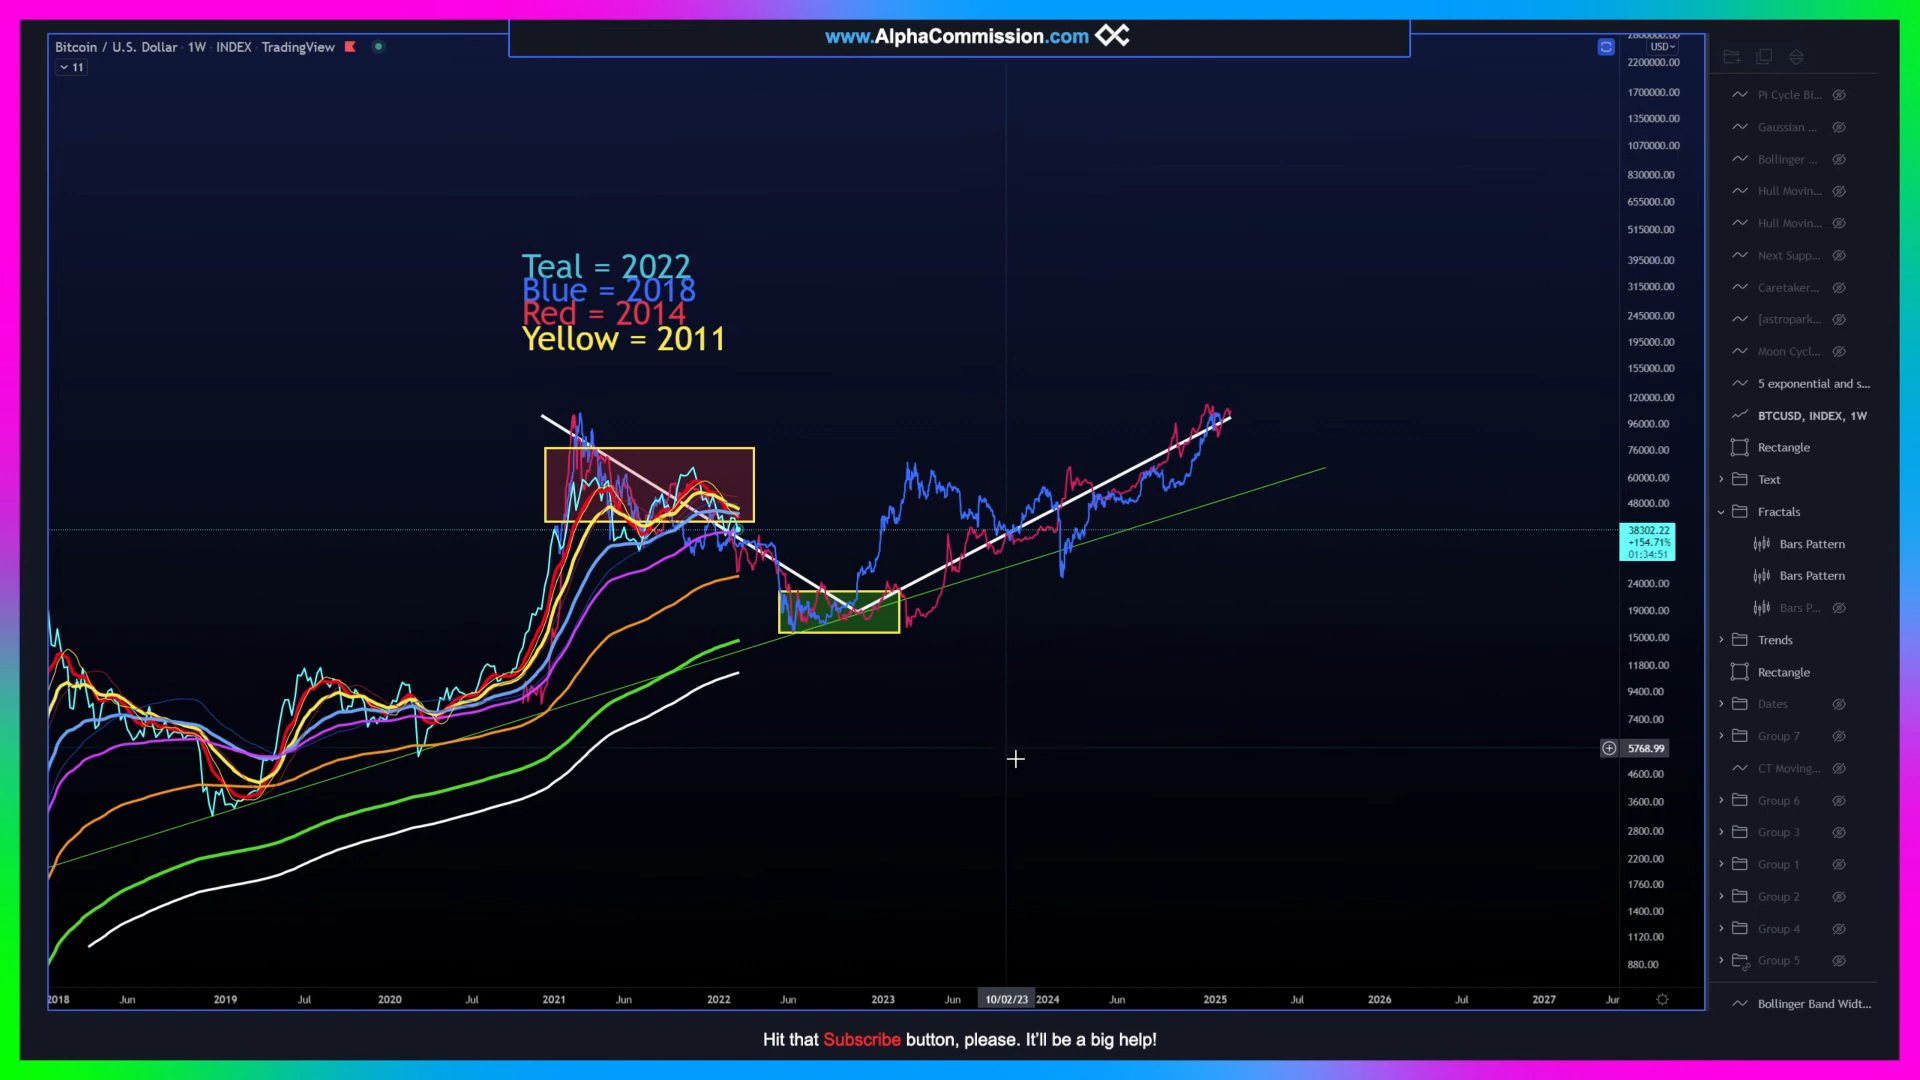 www.AlphaCommission.com
Bitcoin / U.S. Dollar · 1W · INDEX · TradingView
11
USD
2200000.00
1700000.00
1350000.00
1070000.00
830000.00
655000.00
515000.00
395000.00
315000.00
245000.00
195000.00
155000.00
120000.00
96000.00
76000.00
60000.00
48000.00
38302.22
+154.71%
01:34:51
24000.00
19000.00
15000.00
11800.00
9400.00
7400.00
5768.99
4600.00
3600.00
2800.00
2200.00
1760.00
1400.00
1120.00
880.00
Teal = 2022
Blue = 2018
Red = 2014
Yellow = 2011
2018 Jun 2019 Jul 2020 Jul 2021 Jun 2022 Jun 2023 Jun 10/02/23 2024 Jun 2025 Jul 2026 Jul 2027 Jur
Pi Cycle Bi...
Gaussian ...
Bollinger ...
Hull Movin...
Hull Movin...
Next Supp...
Caretaker...
[astropark...
Moon Cycl...
5 exponential and s...
BTCUSD, INDEX, 1W
Rectangle
Text
Fractals
Bars Pattern
Bars Pattern
Bars P...
Trends
Rectangle
Dates
Group 7
CT Moving...
Group 6
Group 3
Group 1
Group 2
Group 4
Group 5
Bollinger Band Widt...
Hit that Subscribe button, please. It'll be a big help!